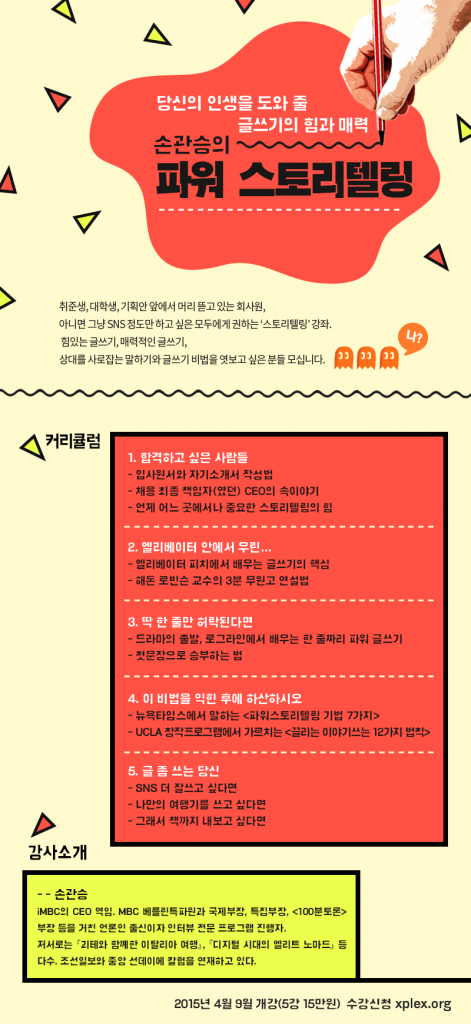 당신의 인생을 도와 줄
글쓰기의 힘과 매력
손관승의
파워 스토리텔링
취준생, 대학생, 기획안 앞에서 머리 뜯고 있는 회사원,
아니면 그냥 SNS 정도만 하고 싶은 모두에게 권하는 ‘스토리텔링’ 강좌.
힘있는 글쓰기, 매력적인 글쓰기,
상대를 사로잡는 말하기와 글쓰기 비법을 엿보고 싶은 분들 모십니다.
나?
커리큘럼
1. 합격하고 싶은 사람들
- 입사원서와 자기소개서 작성법
- 채용 최종 책임자(였던) CEO의 속이야기
- 언제 어느 곳에서나 중요한 스토리텔링의 힘
2. 엘리베이터 안에서 우린...
- 엘리베이터 피치에서 배우는 글쓰기의 핵심
- 해돈 로빈슨 교수의 3분 무원고 연설법
3. 딱 한 줄만 허락된다면
- 드라마의 출발, 로그라인에서 배우는 한 줄짜리 파워 글쓰기
- 첫문장으로 승부하는 법
4. 이 비법을 익힌 후에 하산하시오
- 뉴욕타임스에서 말하는 <파워스토리텔링 기법 7가지>
- UCLA 창작프로그램에서 가르치는 <끌리는 이야기쓰는 12가지 법칙>
5. 글 좀 쓰는 당신
- SNS 더 잘쓰고 싶다면
- 나만의 여행기를 쓰고 싶다면
- 그래서 책까지 내보고 싶다면
강사소개
- - 손관승
iMBC의 CEO 역임. MBC 베를린특파원과 국제부장, 특집부장, <100분토론>
부장 등을 거친 언론인 출신이자 인터뷰 전문 프로그램 진행자.
저서로는 『괴테와 함께한 이탈리아 여행』, 『디지털 시대의 엘리트 노마드』 등
다수. 조선일보와 중앙 선데이에 칼럼을 연재하고 있다.
2015년 4월 9일 개강(5강 15만원) 수강신청 xplex.org